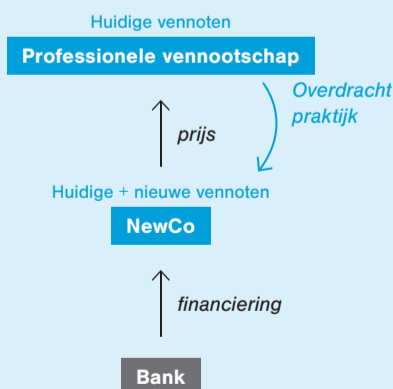 Huidige vennoten
Professionele vennootschap
Overdracht
praktijk
prijs
Huidige + nieuwe vennoten
NewCo
financiering
Bank